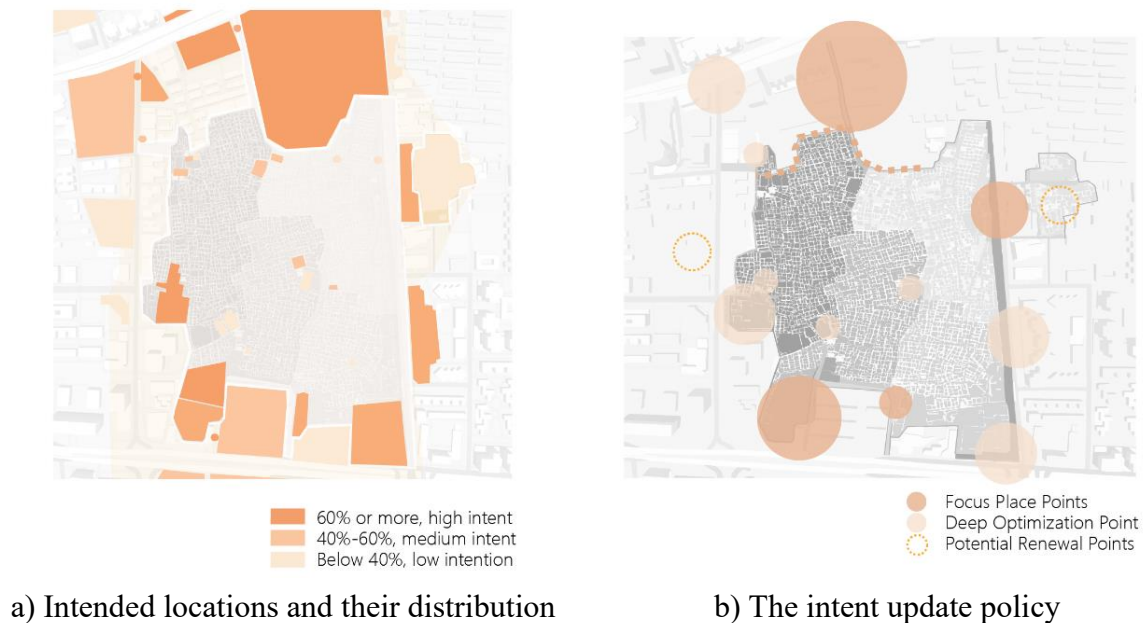 60% or more, high intent
40%-60%, medium intent
Below 40%, low intention
Focus Place Points
Deep Optimization Point
Potential Renewal Points
a) Intended locations and their distribution
b) The intent update policy